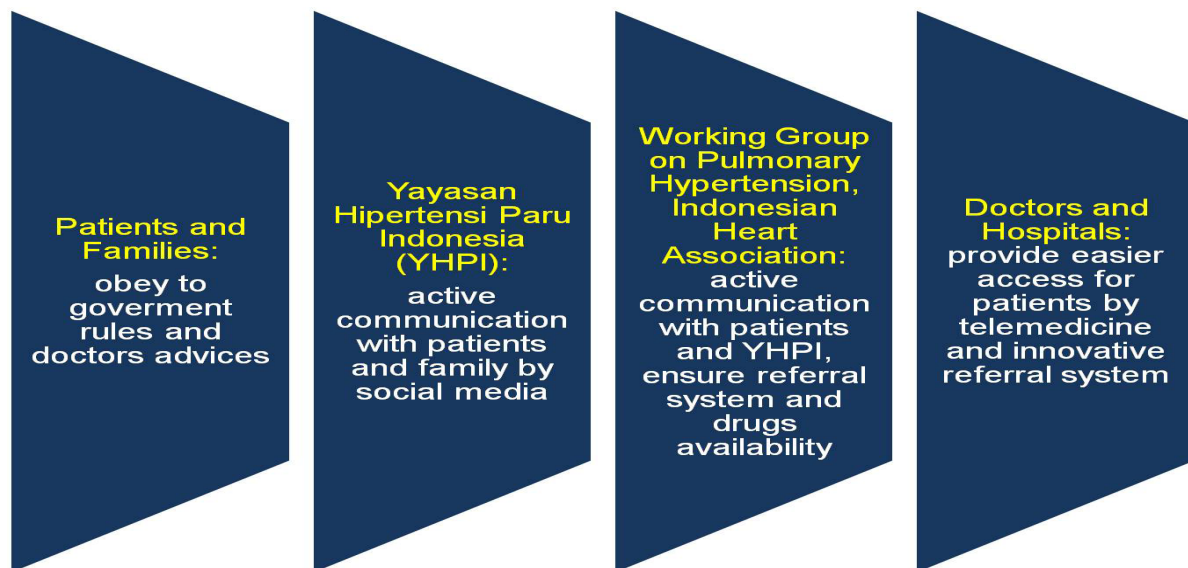 Patients and
Families:
obey to
goverment
rules and
doctors advices
Yayasan
Hipertensi Paru
Indonesia
(YHPI):
active
communication
with patients
and family by
social media
Working Group
on Pulmonary
Hypertension,
Indonesian
Heart
Association:
active
communication
with patients
and YHPI,
ensure referral
system and
drugs
availability
Doctors and
Hospitals:
provide easier
access for
patients by
telemedicine
and innovative
referral system